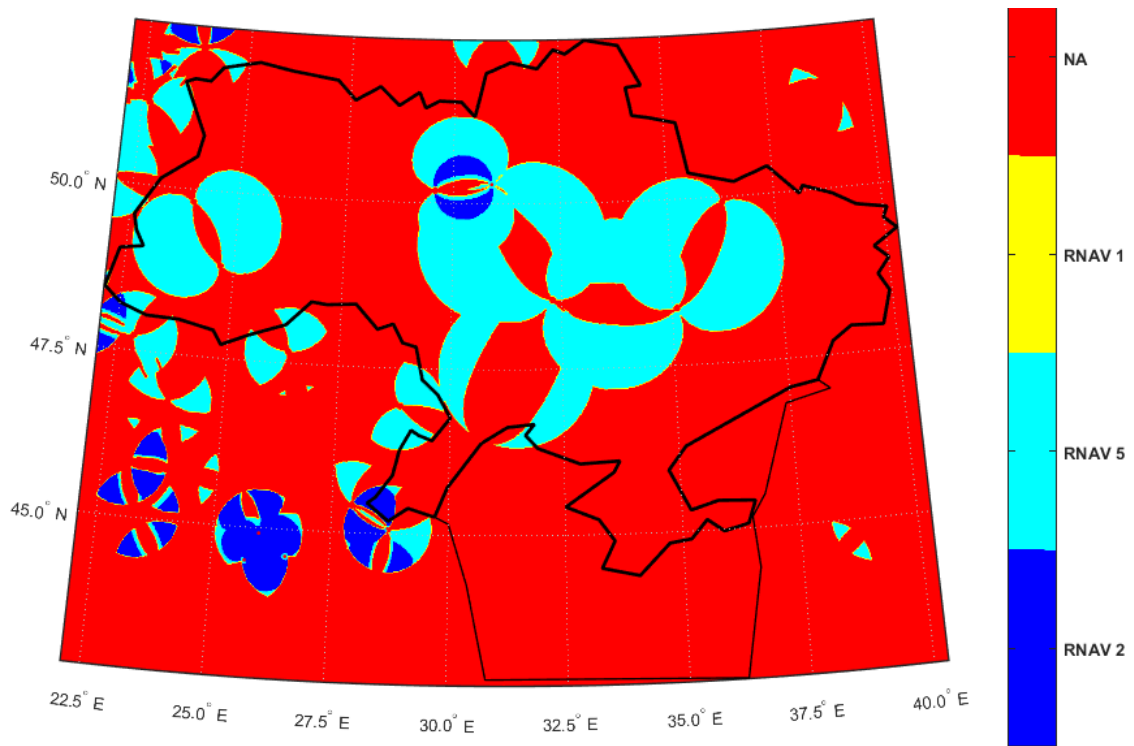 50.0° N
47.5° N
45.0° N
22.5° E
25.0° E
27.5° E
30.0° E
32.5° E
35.0° E
37.5° E
40.0° E
NA
RNAV 1
RNAV 5
RNAV 2